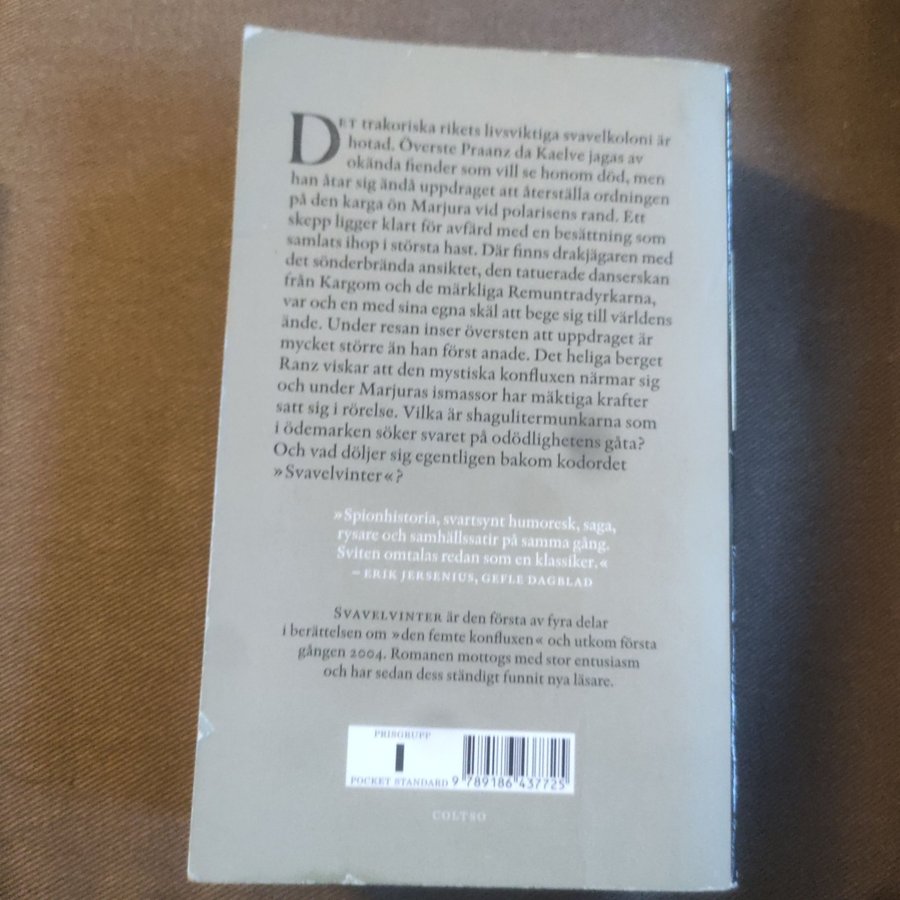 DET trakoriska rikets livsviktiga svavelkoloni är
hotad. Överste Praanz da Kaelve jagas av
okända fiender som vill se honom död, men
han åtar sig ändå uppdraget att återställa ordningen
på den karga ön Marjura vid polarisens rand. Ett
skepp ligger klart för avfärd med en besättning som
samlats ihop i största hast. Där finns drakjägaren med
det sönderbrända ansiktet, den tatuerade danserskan
från Kargom och de märkliga Remuntradyrkarna,
var och en med sina egna skäl att bege sig till världens
ände. Under resan inser översten att uppdraget är
mycket större än han först anade. Det heliga berget
Ranz viskar att den mystiska konfluxen närmar sig
och under Marjuras ismassor har mäktiga krafter
satt sig i rörelse. Vilka är shagulitermunkarna som
i ödemarken söker svaret på odödlighetens gåta?
Och vad döljer sig egentligen bakom kodordet
»Svavelvinter«?
»Spionhistoria, svartsynt humoresk, saga,
rysare och samhällssatir på samma gång.
Sviten omtalas redan som en klassiker.«
– ERIK JERSENIUS, GEFLE DAGBLAD
SVAVELVINTER är den första av fyra delar
i berättelsen om »den femte konfluxen« och utkom första
gången 2004. Romanen mottogs med stor entusiasm
och har sedan dess ständigt funnit nya läsare.
PRISGRUPP
I
POCKET STANDARD
9 789186 437725
COLTSO